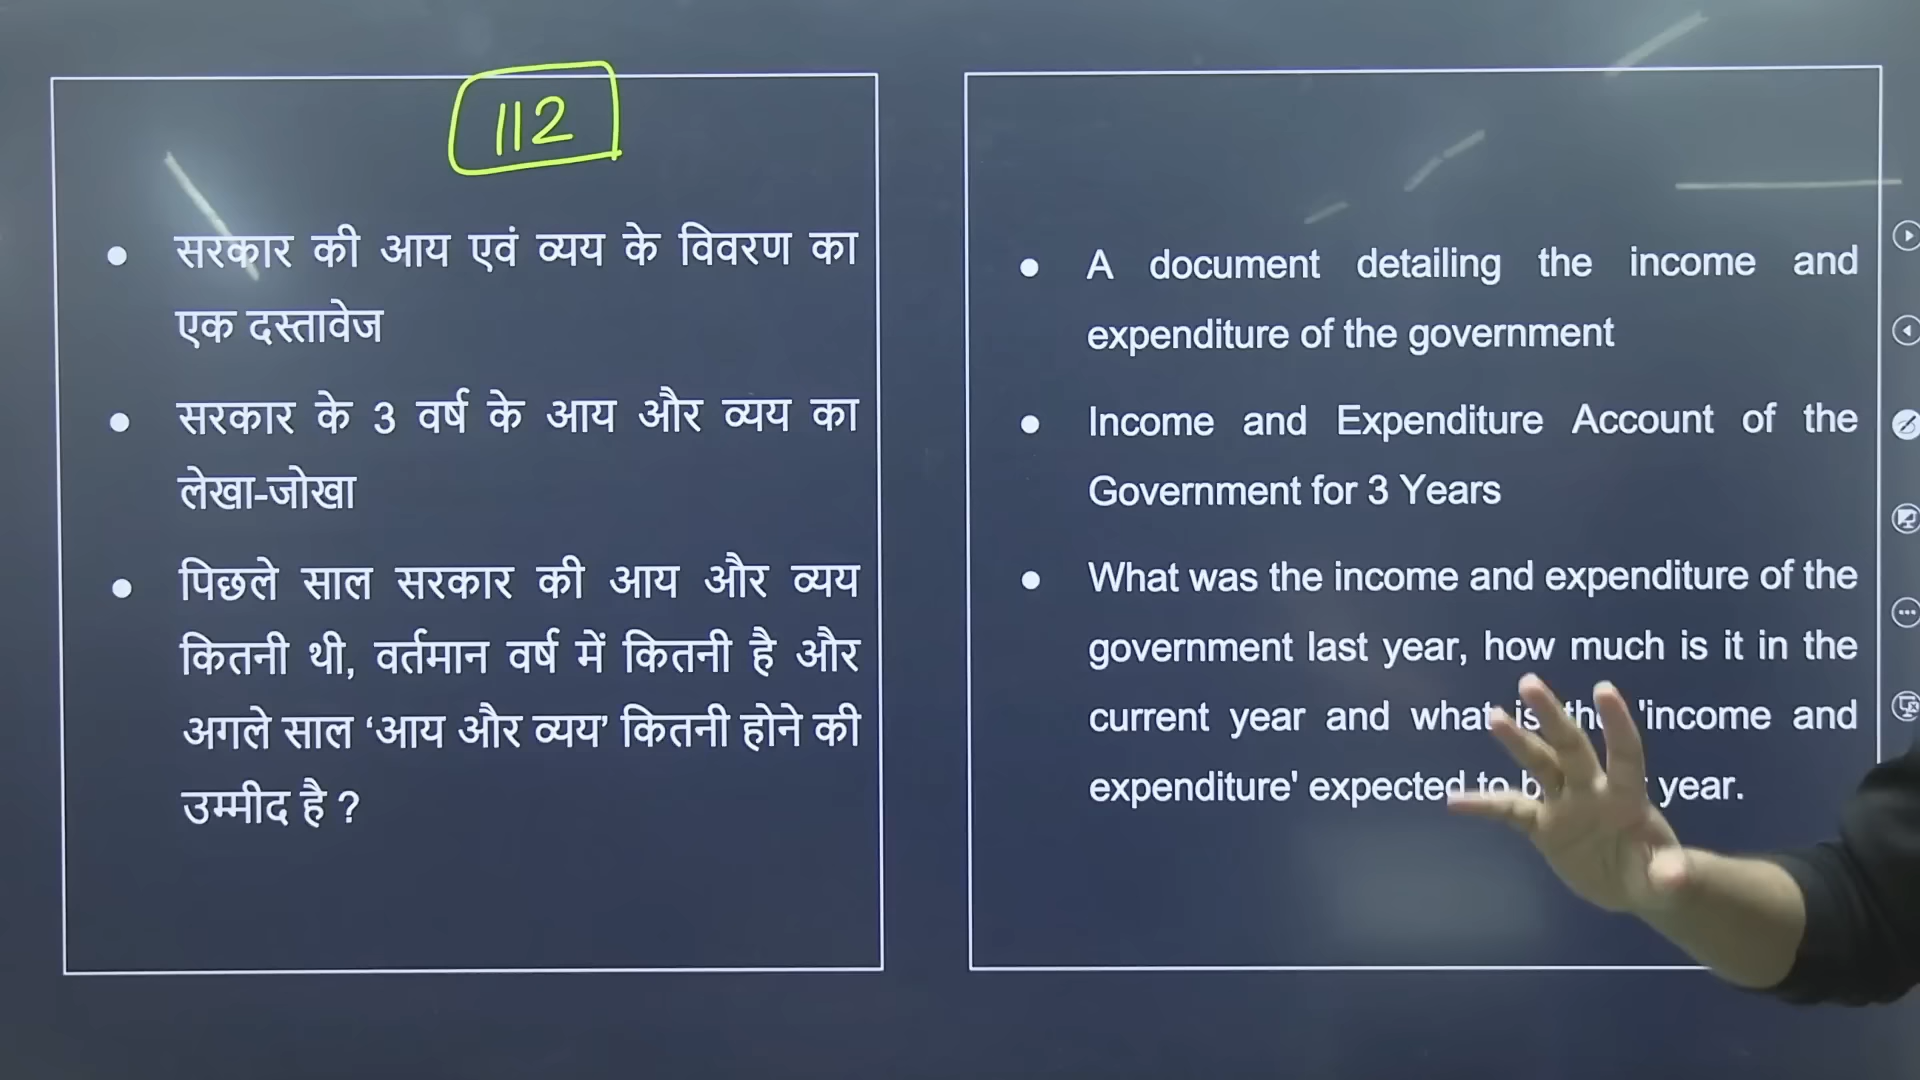 112
● सरकार की आय एवं व्यय के विवरण का
एक दस्तावेज
● सरकार के 3 वर्ष के आय और व्यय का
लेखा-जोखा
● पिछले साल सरकार की आय और व्यय
कितनी थी, वर्तमान वर्ष में कितनी है और
अगले साल ‘आय और व्यय’ कितनी होने की
उम्मीद है ?
● A document detailing the income and
expenditure of the government
● Income and Expenditure Account of the
Government for 3 Years
● What was the income and expenditure of the
government last year, how much is it in the
current year and what is the 'income and
expenditure' expected to year.